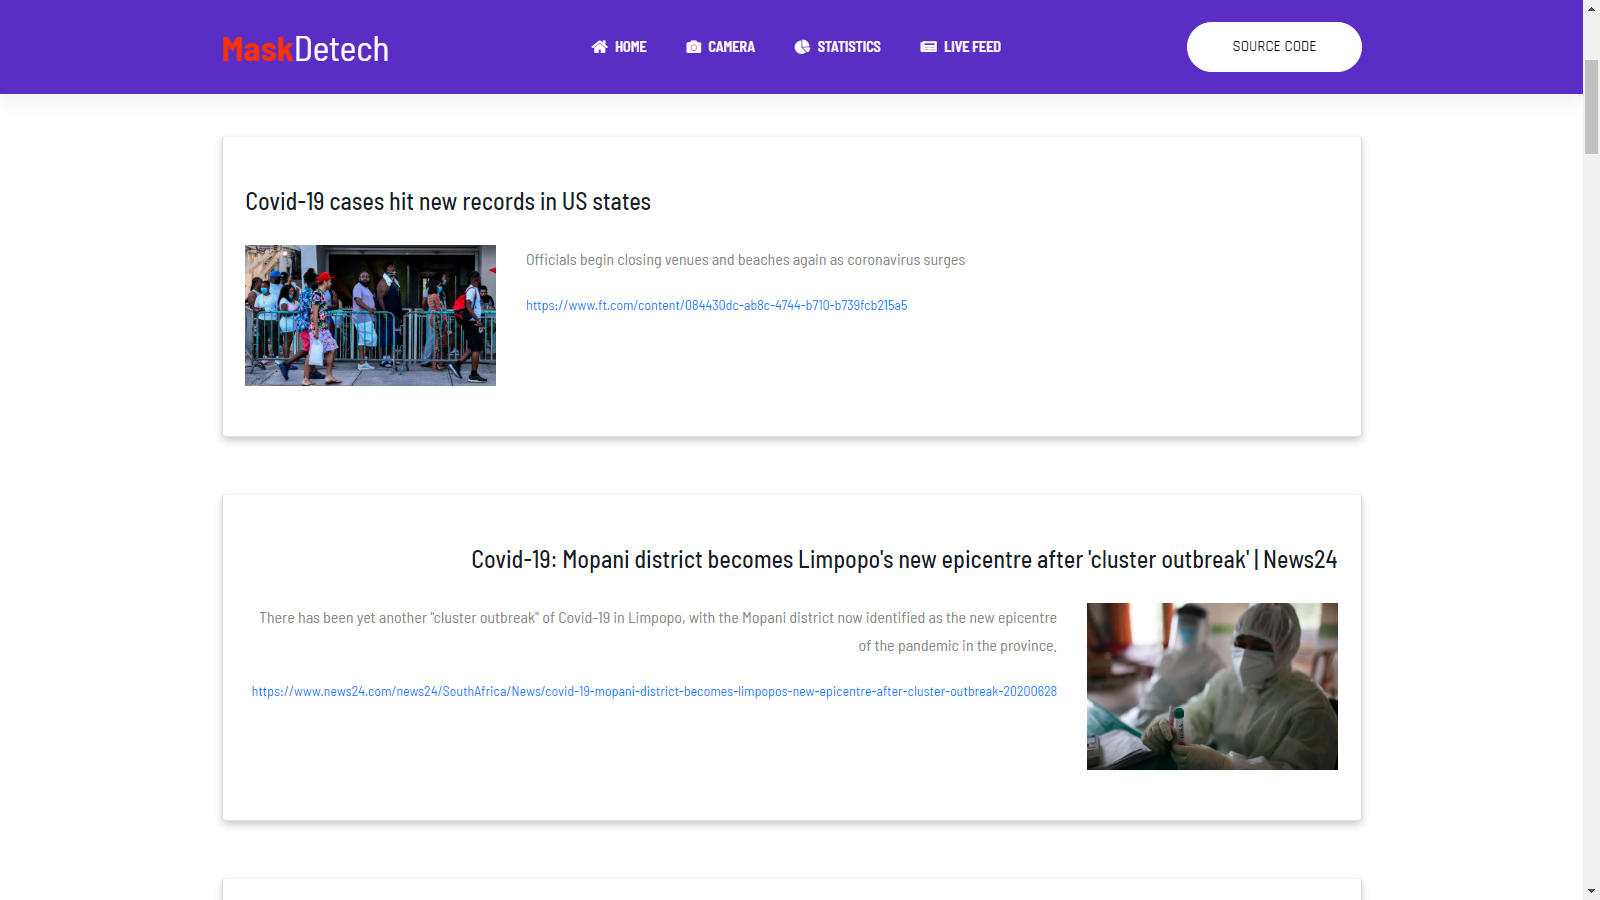 MaskDetech
HOME
CAMERA
STATISTICS
LIVE FEED
SOURCE CODE
Covid-19 cases hit new records in US states
Officials begin closing venues and beaches again as coronavirus surges
https://www.ft.com/content/084430dc-ab8c-4744-b710-b739fcb215a5
Covid-19: Mopani district becomes Limpopo's new epicentre after 'cluster outbreak' | News24
There has been yet another "cluster outbreak" of Covid-19 in Limpopo, with the Mopani district now identified as the new epicentre
of the pandemic in the province.
https://www.news24.com/news24/SouthAfrica/News/covid-19-mopani-district-becomes-limpopos-new-epicentre-after-cluster-outbreak-20200628